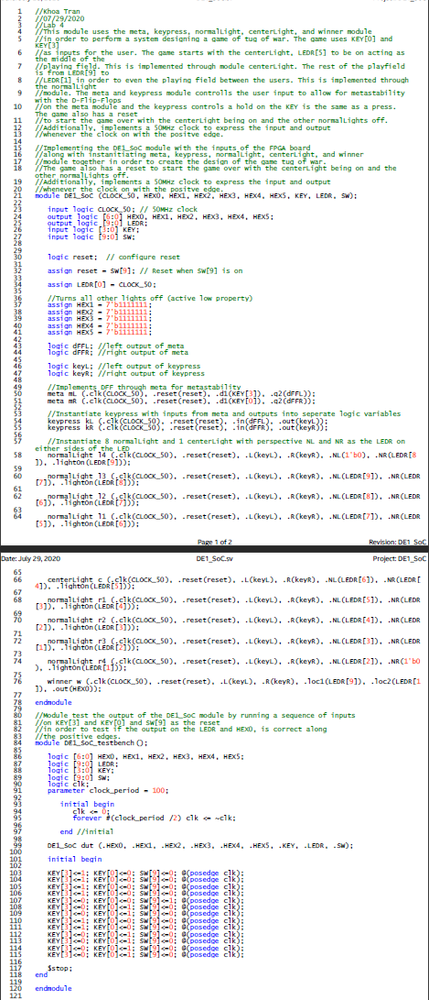 1 //Khoa Tran
2 //07/29/2020
3 //Lab 4
4 //This module uses the meta, keypress, normalLight, centerLight, and winner module
5 //in order to perform a system designing a game of tug of war. The game uses KEY[0] and
KEY[3]
6 //as inputs for the user. The game starts with the centerLight, LEDR[5] to be on acting as
the middle of the
7 //playing field. This is implemented through module centerLight. The rest of the playfield
is from LEDR[9] to
8 //LEDR[1] in order to even the playing field between the users. This is implemented through
the normalLight
9 //module. The meta and keypress module controlls the user input to allow for metastability
with the D-Flip-Flops
10 //on the meta module and the keypress controls a hold on the KEY is the same as a press.
The game also has a reset
11 //to start the game over with the centerLight being on and the other normalLights off.
12 //Additionally, implements a 50MHz clock to express the input and output
13 //whenever the clock on with the positve edge.
14
15 //Implementing the DE1_SoC module with the inputs of the FPGA board
16 //along with instanitiating meta, keypress, normalLight, centerLight, and winner
17 //module together in order to create the design of the game tug of war.
18 //The game also has a reset to start the game over with the centerLight being on and the
other normalLights off.
19 //Additionally, implements a 50MHz clock to express the input and output
20 //whenever the clock on with the positve edge.
21 module DE1_SoC (CLOCK_50, HEX0, HEX1, HEX2, HEX3, HEX4, HEX5, KEY, LEDR, SW);
22
23 input logic CLOCK_50; // 50MHz clock
24 output logic [6:0] HEX0, HEX1, HEX2, HEX3, HEX4, HEX5;
25 output logic [9:0] LEDR;
26 input logic [3:0] KEY;
27 input logic [9:0] SW;
28
29
30 logic reset; // configure reset
31
32 assign reset = SW[9]; // Reset when SW[9] is on
33
34 assign LEDR[0] = CLOCK_50;
35
36 //Turns all other lights off (active low property)
37 assign HEX1 = 7'b1111111;
38 assign HEX2 = 7'b1111111;
39 assign HEX3 = 7'b1111111;
40 assign HEX4 = 7'b1111111;
41 assign HEX5 = 7'b1111111;
42
43 logic dFFL; //left output of meta
44 logic dFFR; //right output of meta
45
46 logic keyL; //left output of keypress
47 logic keyR; //right output of keypress
48
49 //Implements DFF through meta for metastability
50 meta mL (.clk(CLOCK_50), .reset(reset), .d1(KEY[3]), .q2(dFFL));
51 meta mR (.clk(CLOCK_50), .reset(reset), .d1(KEY[0]), .q2(dFFR));
52
53 //Instantiate keypress with inputs from meta and outputs into seperate logic variables
54 keypress kL (.clk(CLOCK_50), .reset(reset), .in(dFFL), .out(keyL));
55 keypress kR (.clk(CLOCK_50), .reset(reset), .in(dFFR), .out(keyR));
56
57 //Instantiate 8 normalLight and 1 centerLight with perspective NL and NR as the LEDR on
either sides of the LED
58 normalLight l4 (.clk(CLOCK_50), .reset(reset), .L(keyL), .R(keyR), .NL(1'b0), .NR(LEDR[8
]), .lightOn(LEDR[9]));
59
60 normalLight l3 (.clk(CLOCK_50), .reset(reset), .L(keyL), .R(keyR), .NL(LEDR[9]), .NR(LEDR
[7]), .lightOn(LEDR[8]));
61
62 normalLight l2 (.clk(CLOCK_50), .reset(reset), .L(keyL), .R(keyR), .NL(LEDR[8]), .NR(LEDR
[6]), .lightOn(LEDR[7]));
63
64 normalLight l1 (.clk(CLOCK_50), .reset(reset), .L(keyL), .R(keyR), .NL(LEDR[7]), .NR(LEDR
[5]), .lightOn(LEDR[6]));
Page 1 of 2 Revision: DE1_SoC
Date: July 29, 2020 DE1_SoC.sv Project: DE1_SoC
65
66 centerLight c (.clk(CLOCK_50), .reset(reset), .L(keyL), .R(keyR), .NL(LEDR[6]), .NR(LEDR[
4]), .lightOn(LEDR[5]));
67
68 normalLight r1 (.clk(CLOCK_50), .reset(reset), .L(keyL), .R(keyR), .NL(LEDR[5]), .NR(LEDR
[3]), .lightOn(LEDR[4]));
69
70 normalLight r2 (.clk(CLOCK_50), .reset(reset), .L(keyL), .R(keyR), .NL(LEDR[4]), .NR(LEDR
[2]), .lightOn(LEDR[3]));
71
72 normalLight r3 (.clk(CLOCK_50), .reset(reset), .L(keyL), .R(keyR), .NL(LEDR[3]), .NR(LEDR
[1]), .lightOn(LEDR[2]));
73
74 normalLight r4 (.clk(CLOCK_50), .reset(reset), .L(keyL), .R(keyR), .NL(LEDR[2]), .NR(1'b0
), .lightOn(LEDR[1]));
75
76 winner w (.clk(CLOCK_50), .reset(reset), .L(keyL), .R(keyR), .loc1(LEDR[9]), .loc2(LEDR[1
]), .out(HEX0));
77
78 endmodule
79
80 //Module test the output of the DE1_SoC module by running a sequence of inputs
81 //on KEY[3] and KEY[0] and SW[9] as the reset
82 //in order to test if the output on the LEDR and HEX0, is correct along
83 //the positive edges.
84 module DE1_SoC_testbench();
85
86 logic [6:0] HEX0, HEX1, HEX2, HEX3, HEX4, HEX5;
87 logic [9:0] LEDR;
88 logic [3:0] KEY;
89 logic [9:0] SW;
90 logic clk;
91 parameter clock_period = 100;
92
93 initial begin
94 clk <= 0;
95 forever #(clock_period /2) clk <= ~clk;
96
97 end //initial
98
99 DE1_SoC dut (.HEX0, .HEX1, .HEX2, .HEX3, .HEX4, .HEX5, .KEY, .LEDR, .SW);
100
101 initial begin
102
103 KEY[3]<=1; KEY[0]<=0; SW[9]<=0; @(posedge clk);
104 KEY[3]<=1; KEY[0]<=0; SW[9]<=0; @(posedge clk);
105 KEY[3]<=1; KEY[0]<=0; SW[9]<=0; @(posedge clk);
106 KEY[3]<=1; KEY[0]<=0; SW[9]<=0; @(posedge clk);
107 KEY[3]<=0; KEY[0]<=0; SW[9]<=1; @(posedge clk);
108 KEY[3]<=0; KEY[0]<=1; SW[9]<=0; @(posedge clk);
109 KEY[3]<=0; KEY[0]<=1; SW[9]<=0; @(posedge clk);
110 KEY[3]<=1; KEY[0]<=1; SW[9]<=0; @(posedge clk);
111 KEY[3]<=1; KEY[0]<=1; SW[9]<=0; @(posedge clk);
112 KEY[3]<=0; KEY[0]<=1; SW[9]<=0; @(posedge clk);
113 KEY[3]<=0; KEY[0]<=1; SW[9]<=0; @(posedge clk);
114 KEY[3]<=0; KEY[0]<=1; SW[9]<=0; @(posedge clk);
115 KEY[3]<=0; KEY[0]<=1; SW[9]<=0; @(posedge clk);
116
117 $stop;
118 end
119
120 endmodule
121